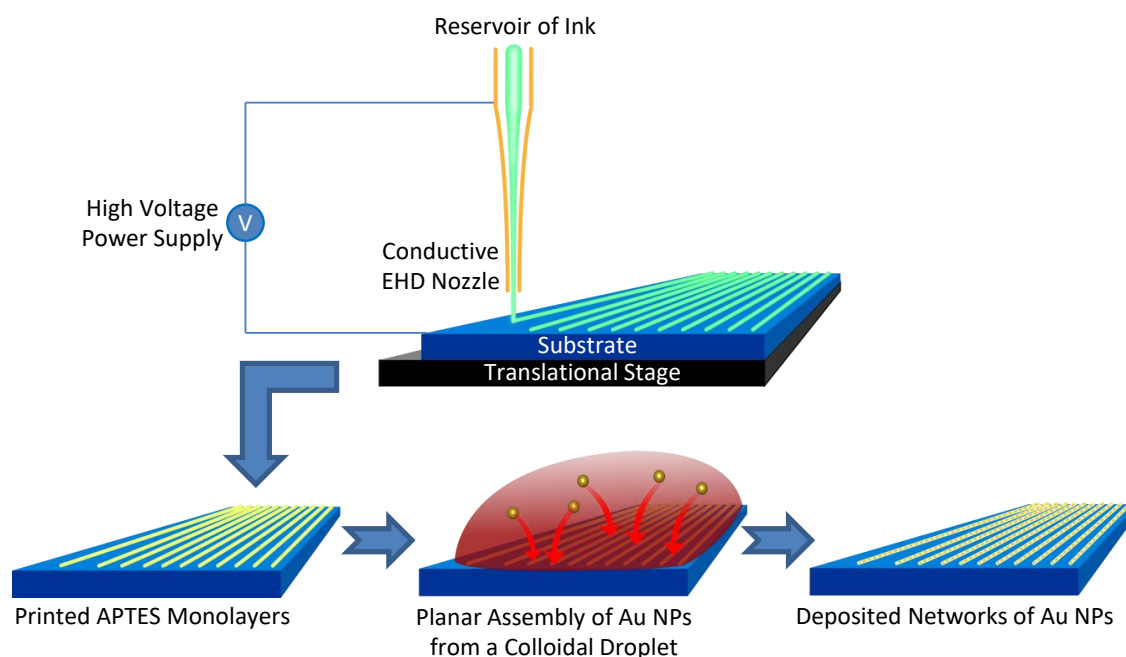 Reservoir of Ink
High Voltage
Power Supply
V
Conductive
EHD Nozzle
Substrate
Translational Stage
Printed APTES Monolayers
Planar Assembly of Au NPs
from a Colloidal Droplet
Deposited Networks of Au NPs